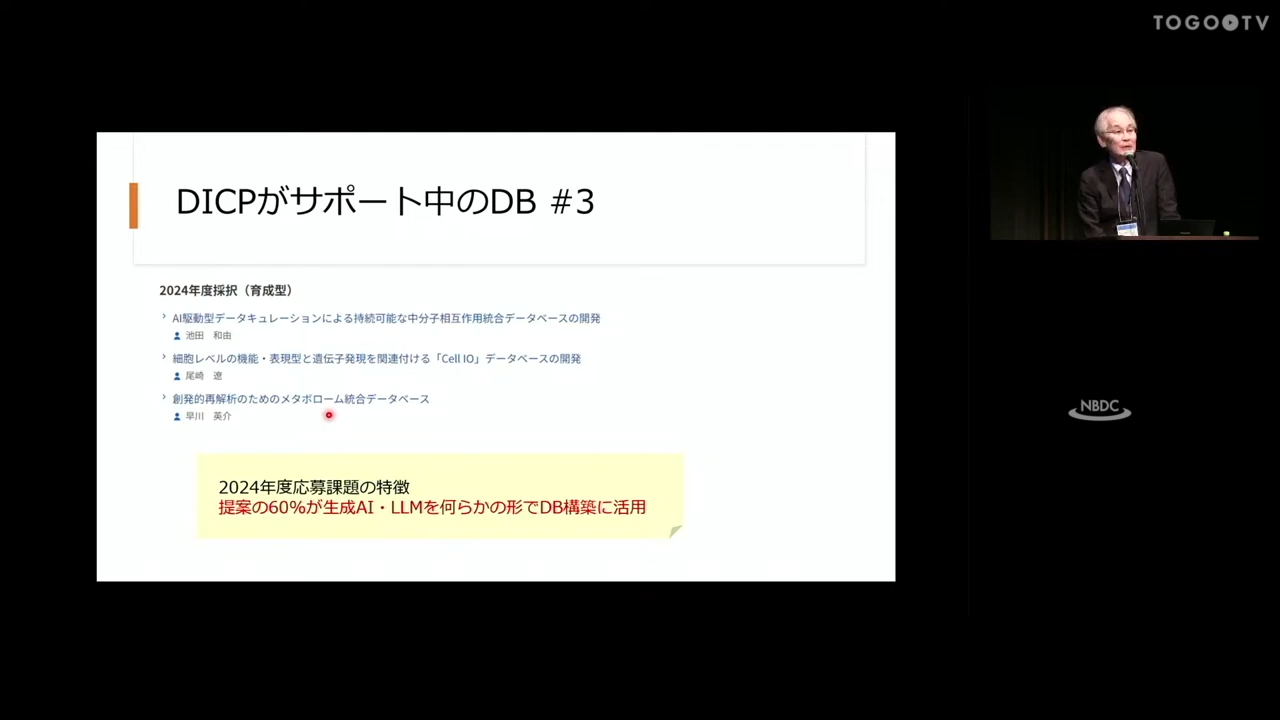 TOGOTV
DICPがサポート中のDB #3
2024年度採択（育成型）
AI駆動型データキュレーションによる持続可能な中分子相互作用統合データベースの開発
池田　和由
細胞レベルの機能・表現型と遺伝子発現を関連付ける「Cell IO」データベースの開発
尾崎　遼
創発的再解析のためのメタボローム統合データベース
早川　英介
2024年度応募課題の特徴
提案の60%が生成AI・LLMを何らかの形でDB構築に活用
NBDC